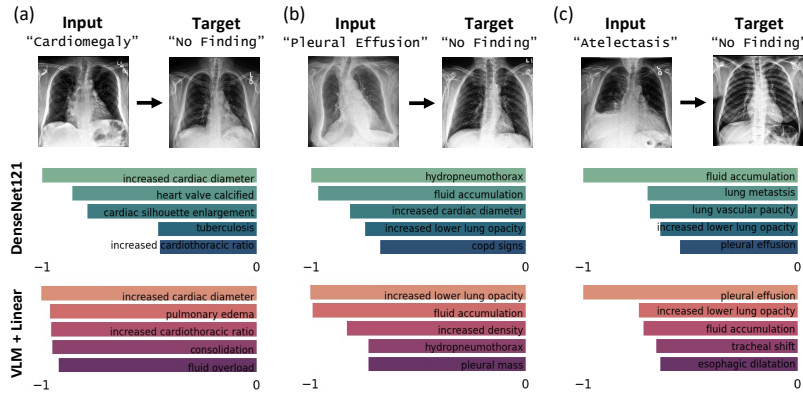 (a)
Input
Target
"Cardiomegaly"
"No Finding"
(b)
Input
Target
"Pleural Effusion"
"No Finding"
(c)
Input
Target
"Atelectasis"
"No Finding"
DenseNet121
increased cardiac diameter
heart valve calcified
cardiac silhouette enlargement
tuberculosis
increased cardiothoracic ratio
−1
0
hydropneumothorax
fluid accumulation
increased cardiac diameter
increased lower lung opacity
copd signs
−1
0
fluid accumulation
lung metastsis
lung vascular paucity
increased lower lung opacity
pleural effusion
−1
0
VLM + Linear
increased cardiac diameter
pulmonary edema
increased cardiothoracic ratio
consolidation
fluid overload
−1
0
increased lower lung opacity
fluid accumulation
increased density
hydropneumothorax
pleural mass
−1
0
pleural effusion
increased lower lung opacity
fluid accumulation
tracheal shift
esophagic dilatation
−1
0